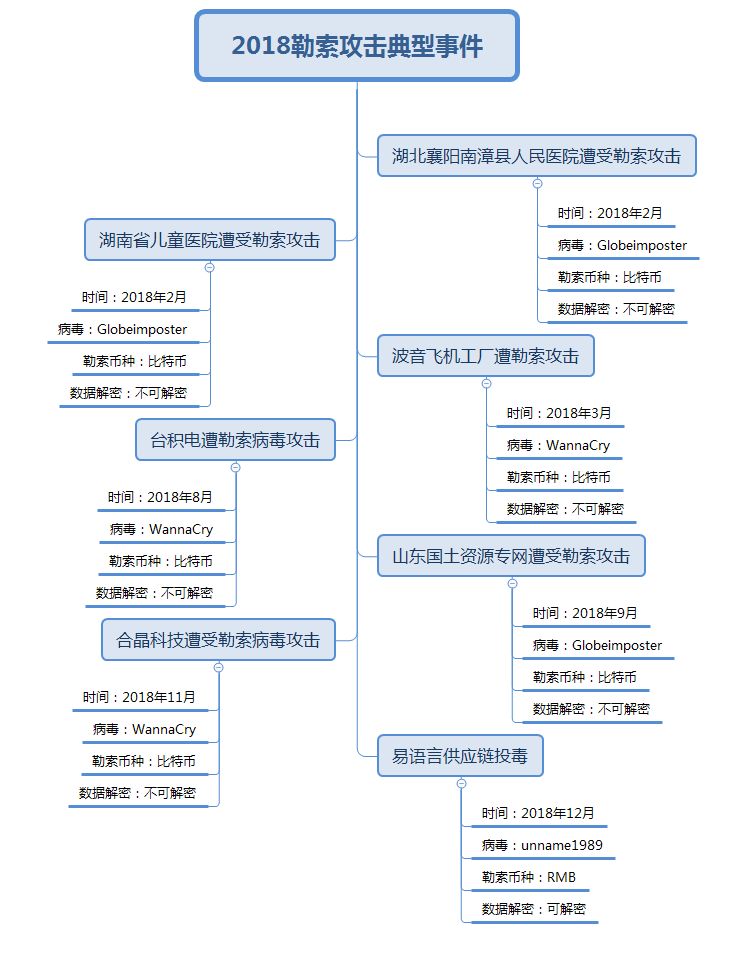 2018勒索攻击典型事件
湖北襄阳南漳县人民医院遭受勒索攻击
时间：2018年2月
病毒：Globeimposter
勒索币种：比特币
数据解密：不可解密
湖南省儿童医院遭受勒索攻击
时间：2018年2月
病毒：Globeimposter
勒索币种：比特币
数据解密：不可解密
波音飞机工厂遭勒索攻击
时间：2018年3月
病毒：WannaCry
勒索币种：比特币
数据解密：不可解密
台积电遭勒索病毒攻击
时间：2018年8月
病毒：WannaCry
勒索币种：比特币
数据解密：不可解密
山东国土资源专网遭受勒索攻击
时间：2018年9月
病毒：Globeimposter
勒索币种：比特币
数据解密：不可解密
合晶科技遭受勒索病毒攻击
时间：2018年11月
病毒：WannaCry
勒索币种：比特币
数据解密：不可解密
易语言供应链投毒
时间：2018年12月
病毒：unname1989
勒索币种：RMB
数据解密：可解密